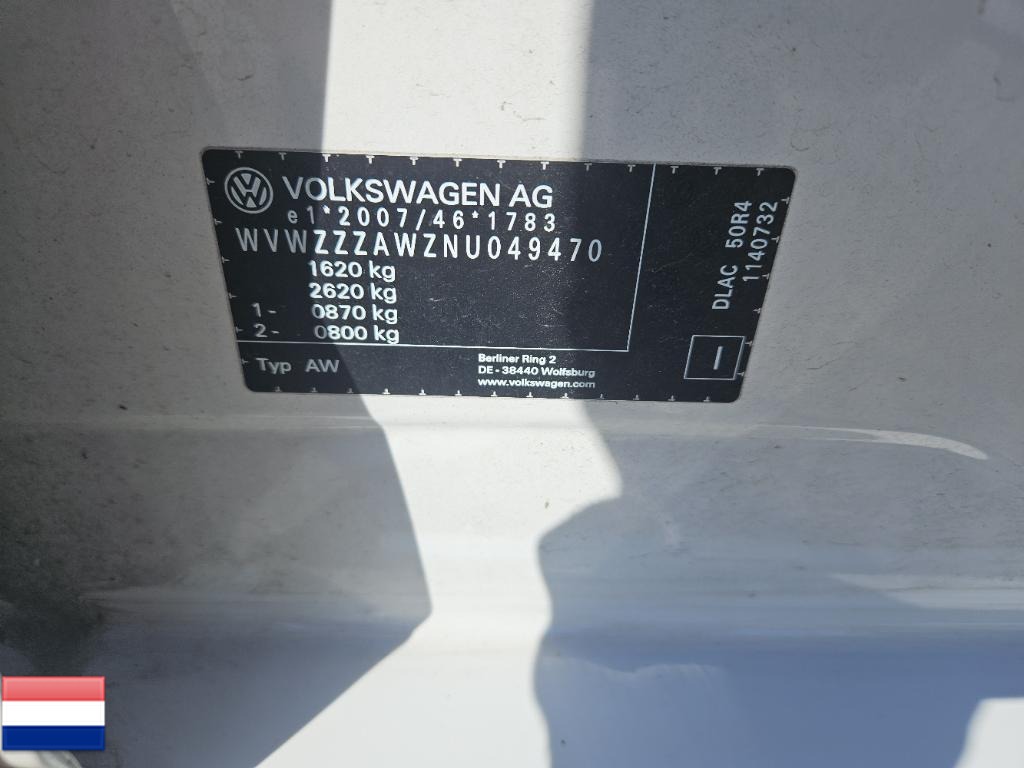 VOLKSWAGEN AG
e1*2007/46*1783
WVWZZZAWZNU049470
1620 kg
2620 kg
1- 0870 kg
2- 0800 kg
Typ AW
Berliner Ring 2
DE - 38440 Wolfsburg
www.volkswagen.com
DLAC 50R4
1140732
I